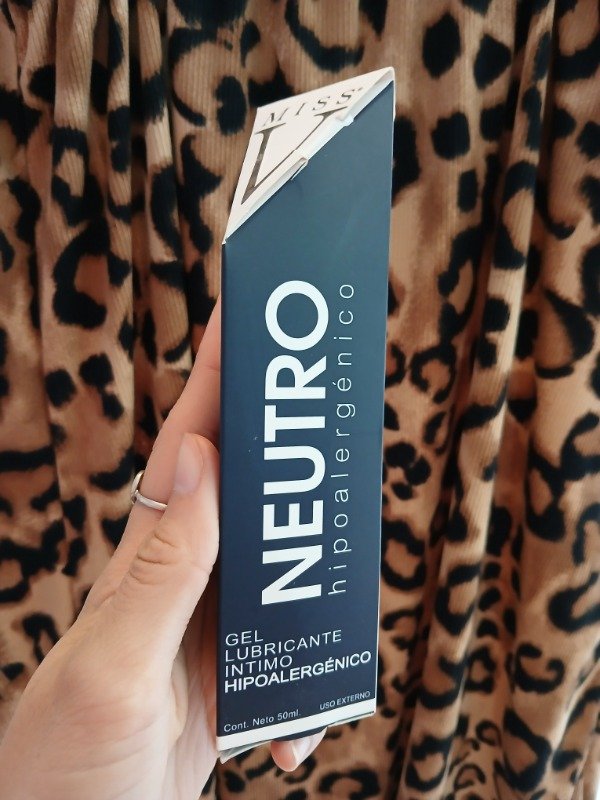 MISS
V
NEUTRO
hipoalergénico
GEL
LUBRICANTE
INTIMO
HIPOALERGÉNICO
Cont. Neto 50ml.
USO EXTERNO